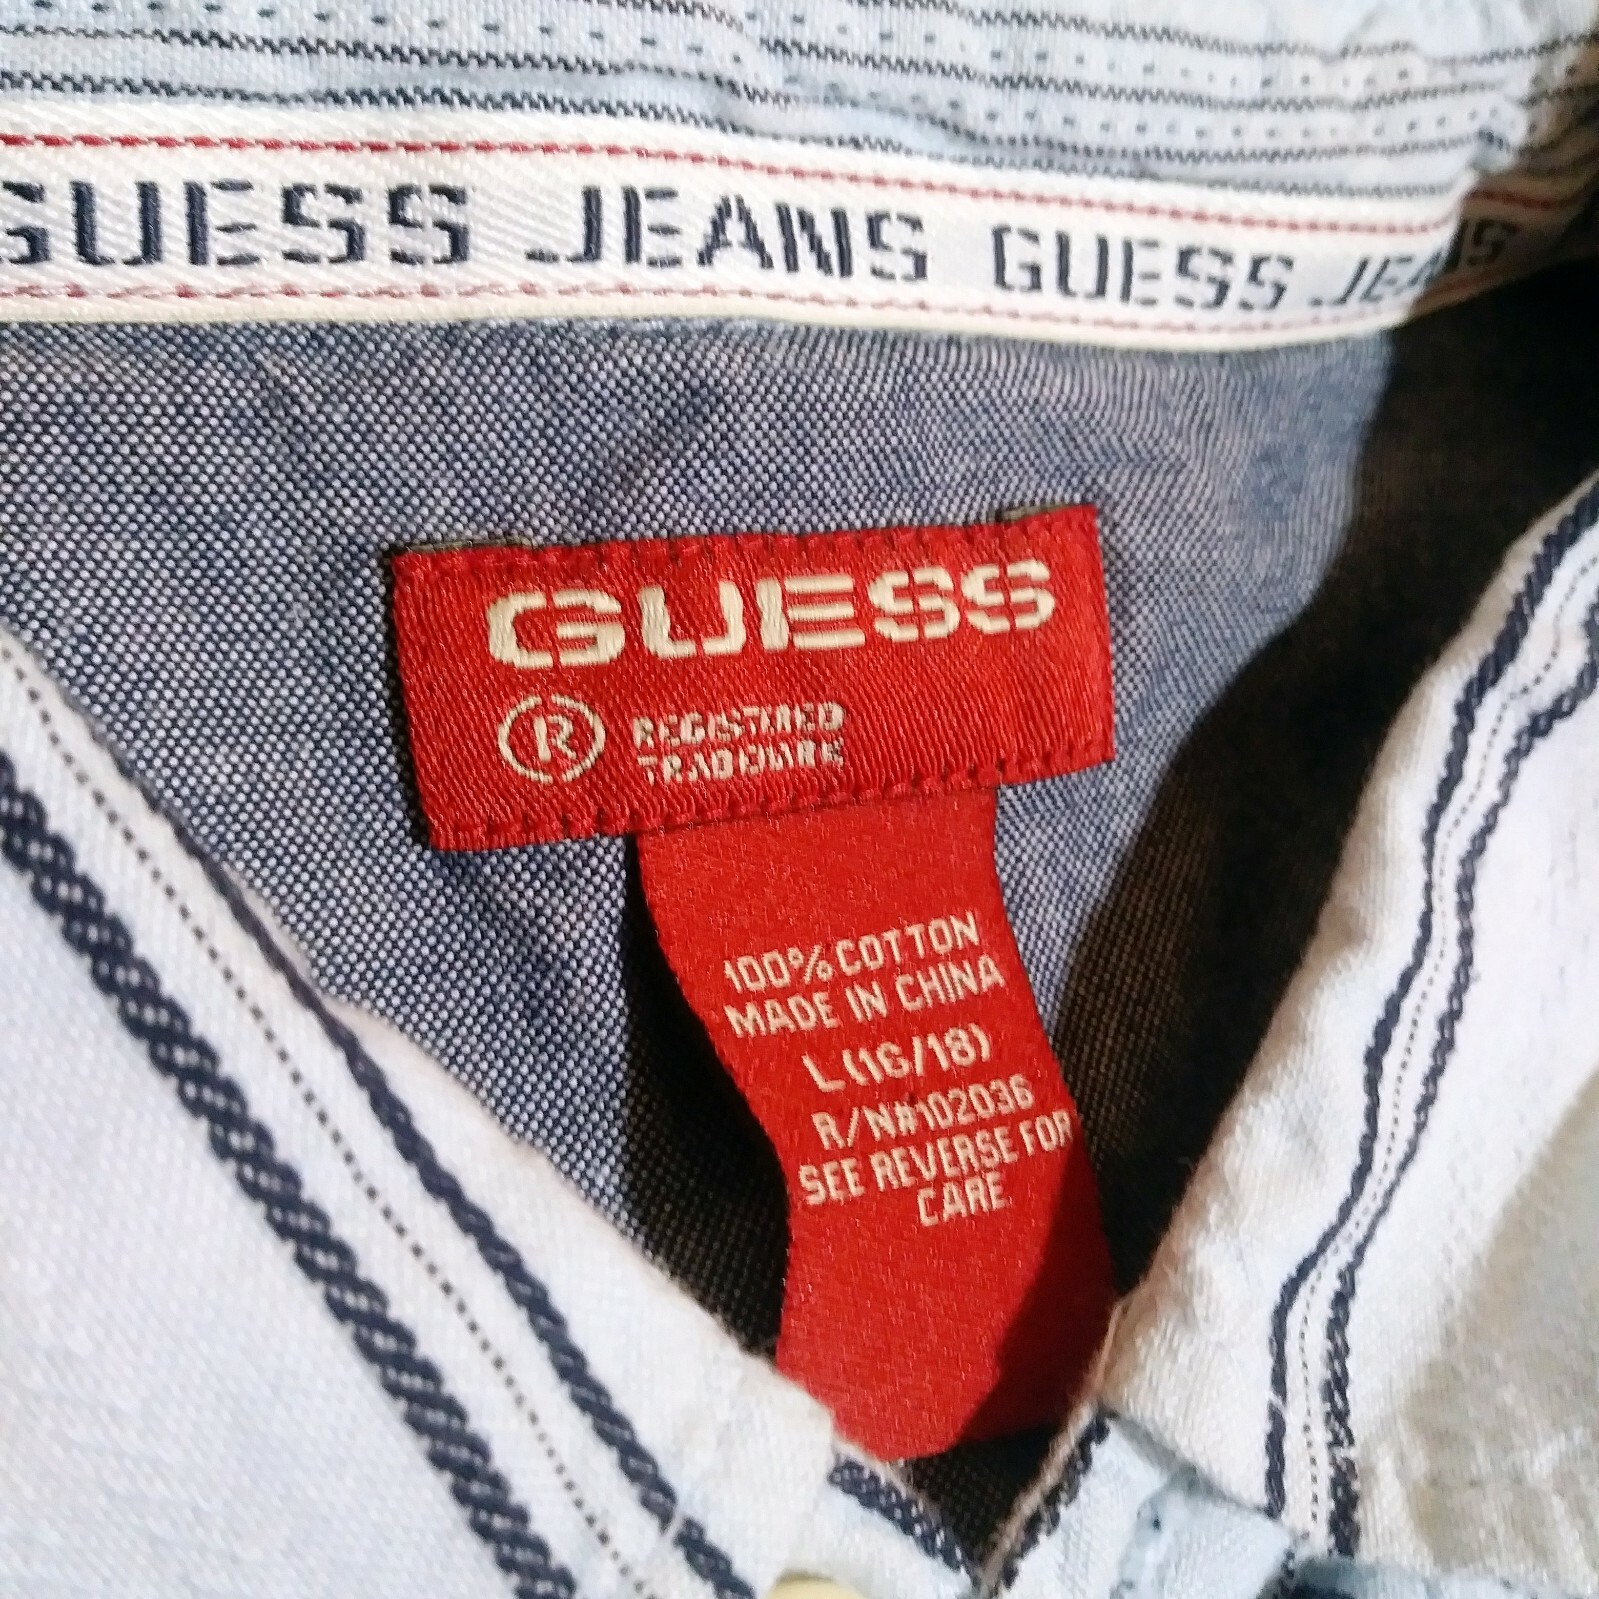 GUESS JEANS GUESS JEANS
GUESS
® REGISTERED
TRADEMARK
100% COTTON
MADE IN CHINA
L (16/18)
R/N#102036
SEE REVERSE FOR
CARE